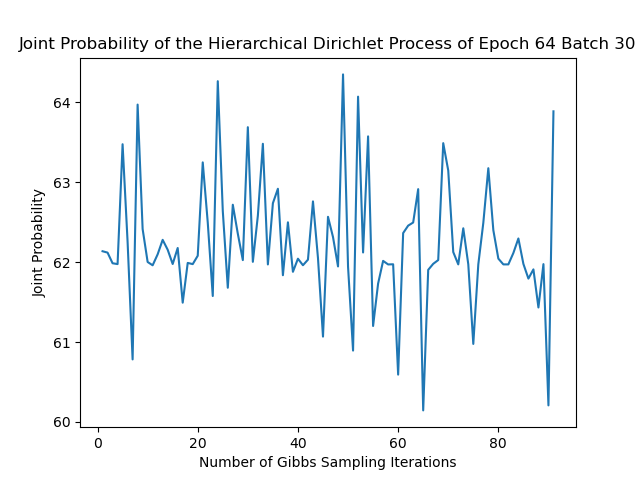 Joint Probability of the Hierarchical Dirichlet Process of Epoch 64 Batch 30
64
63
62
61
60
Joint Probability
0 20 40 60 80
Number of Gibbs Sampling Iterations